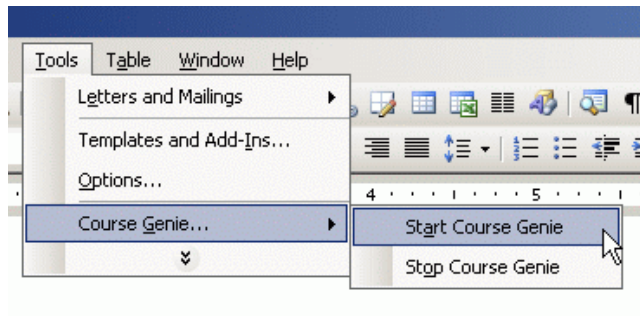 Tools Table Window Help
Letters and Mailings
Templates and Add-Ins...
Options...
4 5
Course Genie...
Start Course Genie
Stop Course Genie